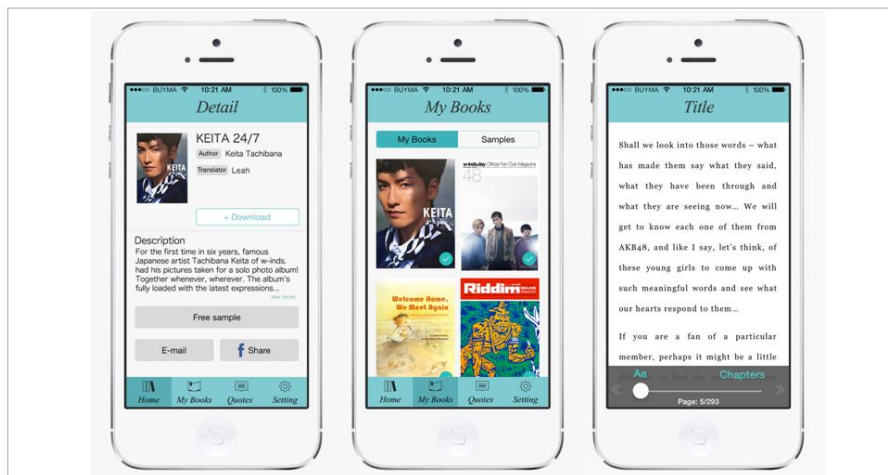 BUYMA 10:21 AM 100%
Detail
KEITA 24/7
Author Keita Tachibana
Translator Leah
KEITA
+ Download
Description
For the first time in six years, famous
Japanese artist Tachibana Keita of w-inds.
had his pictures taken for a solo photo album!
Together whenever, wherever. The album's
fully loaded with the latest expressions...
see more
Free sample
E-mail
f Share
Home
My Books
Quotes
Setting
BUYMA 10:21 AM 100%
My Books
My Books
Samples
KEITA
w-inds.day Official Fan Club Magazine
48
Welcome Home,
We Meet Again
Riddim
Home
My Books
Quotes
Setting
BUYMA 10:21 AM 100%
Title
Shall we look into those words – what
has made them say what they said,
what they have been through and
what they are seeing now... We will
get to know each one of them from
AKB48, and like I say, let's think, of
these young girls to come up with
such meaningful words and see what
our hearts respond to them...
If you are a fan of a particular
member, perhaps it might be a little
Aa
Chapters
Page: 5/293